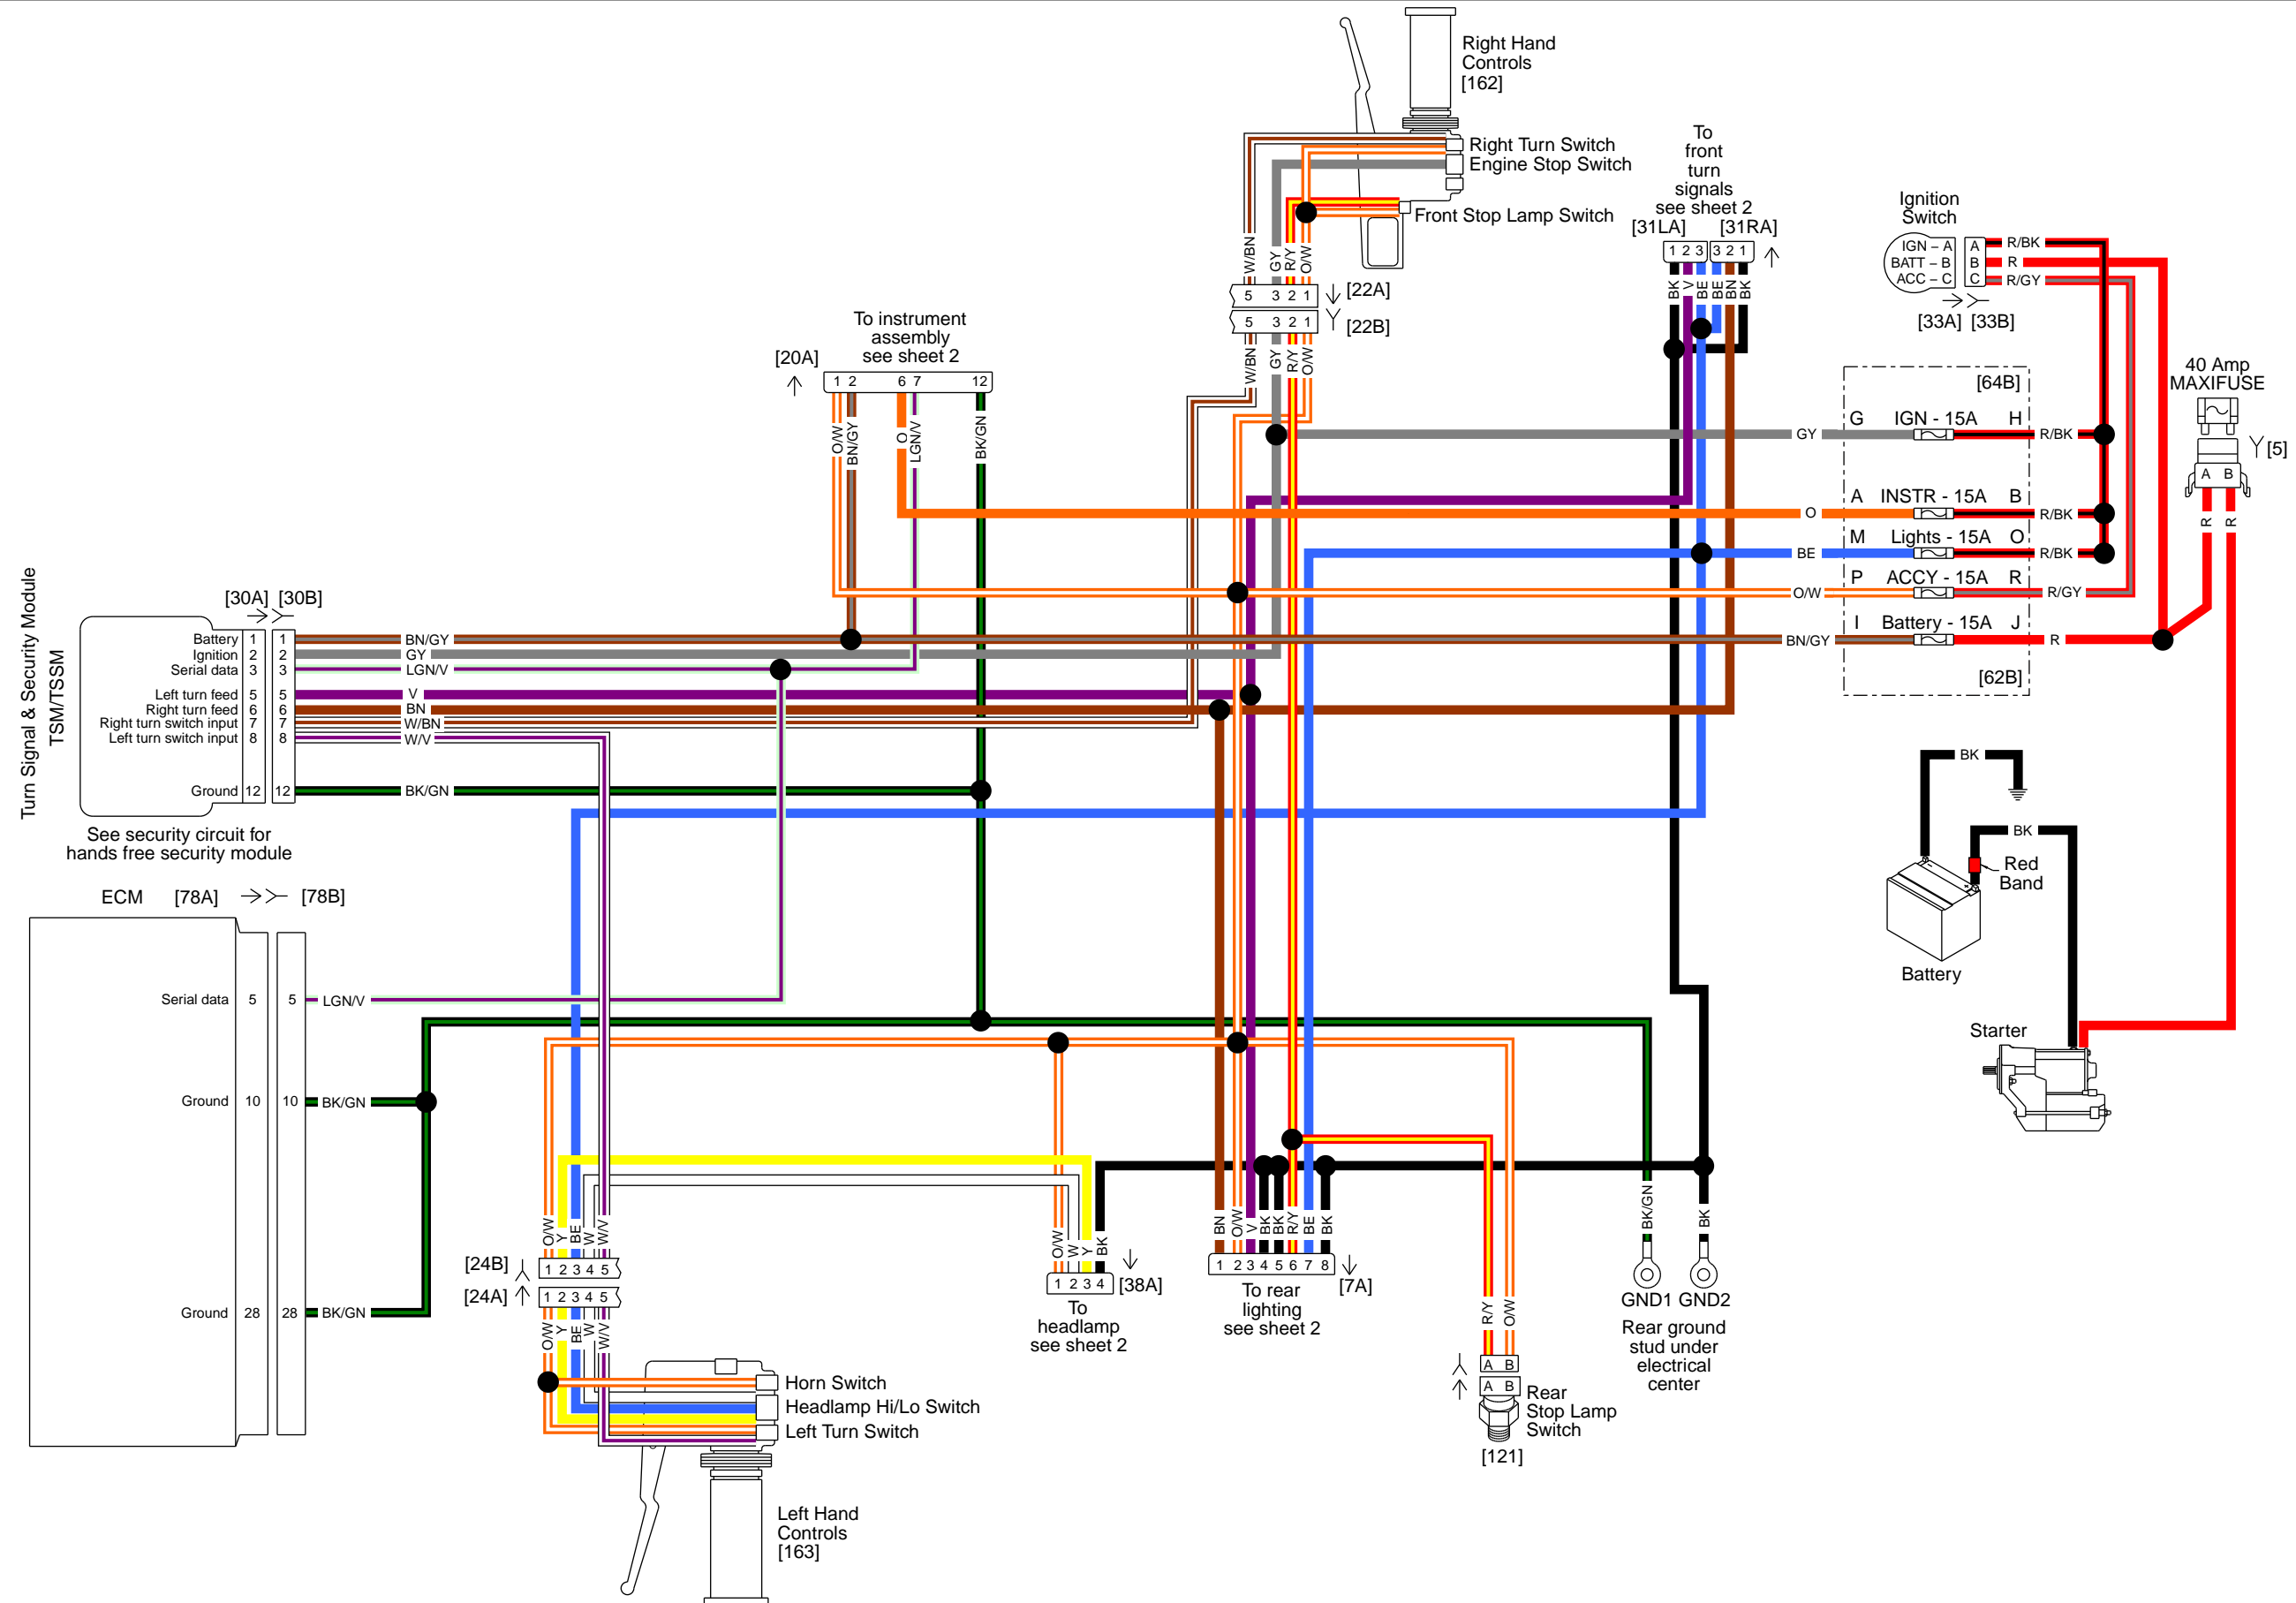 Right Hand
Controls
[162]
Right Turn Switch
Engine Stop Switch
Front Stop Lamp Switch
W/BN
GY
R/Y
O/W
5 3 2 1
[22A]
5 3 2 1
[22B]
W/BN
GY
R/Y
O/W
To
front
turn
signals
see sheet 2
[31LA] [31RA]
1 2 3 3 2 1
BK
V
BE
BE
BN
BK
Ignition
Switch
IGN – A A R/BK
BATT – B B R
ACC – C C R/GY
[33A] [33B]
40 Amp
MAXIFUSE
[5]
A B
R
R
[64B]
G IGN - 15A H
GY R/BK
A INSTR - 15A B
O R/BK
M Lights - 15A O
BE R/BK
P ACCY - 15A R
O/W R/GY
I Battery - 15A J
BN/GY R
[62B]
To instrument
assembly
see sheet 2
[20A]
1 2 6 7 12
O/W
BN/GY
O
LGN/V
BK/GN
Turn Signal & Security Module
TSM/TSSM
[30A] [30B]
Battery 1 1 BN/GY
Ignition 2 2 GY
Serial data 3 3 LGN/V
Left turn feed 5 5 V
Right turn feed 6 6 BN
Right turn switch input 7 7 W/BN
Left turn switch input 8 8 W/V
Ground 12 12 BK/GN
See security circuit for
hands free security module
BK
BK
Red
Band
Battery
Starter
ECM [78A] [78B]
Serial data 5 5 LGN/V
Ground 10 10 BK/GN
Ground 28 28 BK/GN
O/W
Y
BE
W
W/V
[24B]
1 2 3 4 5
[24A]
1 2 3 4 5
O/W
Y
BE
W
W/V
Horn Switch
Headlamp Hi/Lo Switch
Left Turn Switch
Left Hand
Controls
[163]
O/W
W
Y
BK
1 2 3 4
[38A]
To
headlamp
see sheet 2
BN
O/W
V
BK
BK
R/Y
BE
BK
1 2 3 4 5 6 7 8
[7A]
To rear
lighting
see sheet 2
R/Y
O/W
A B
A B
Rear
Stop Lamp
Switch
[121]
BK/GN
BK
GND1 GND2
Rear ground
stud under
electrical
center